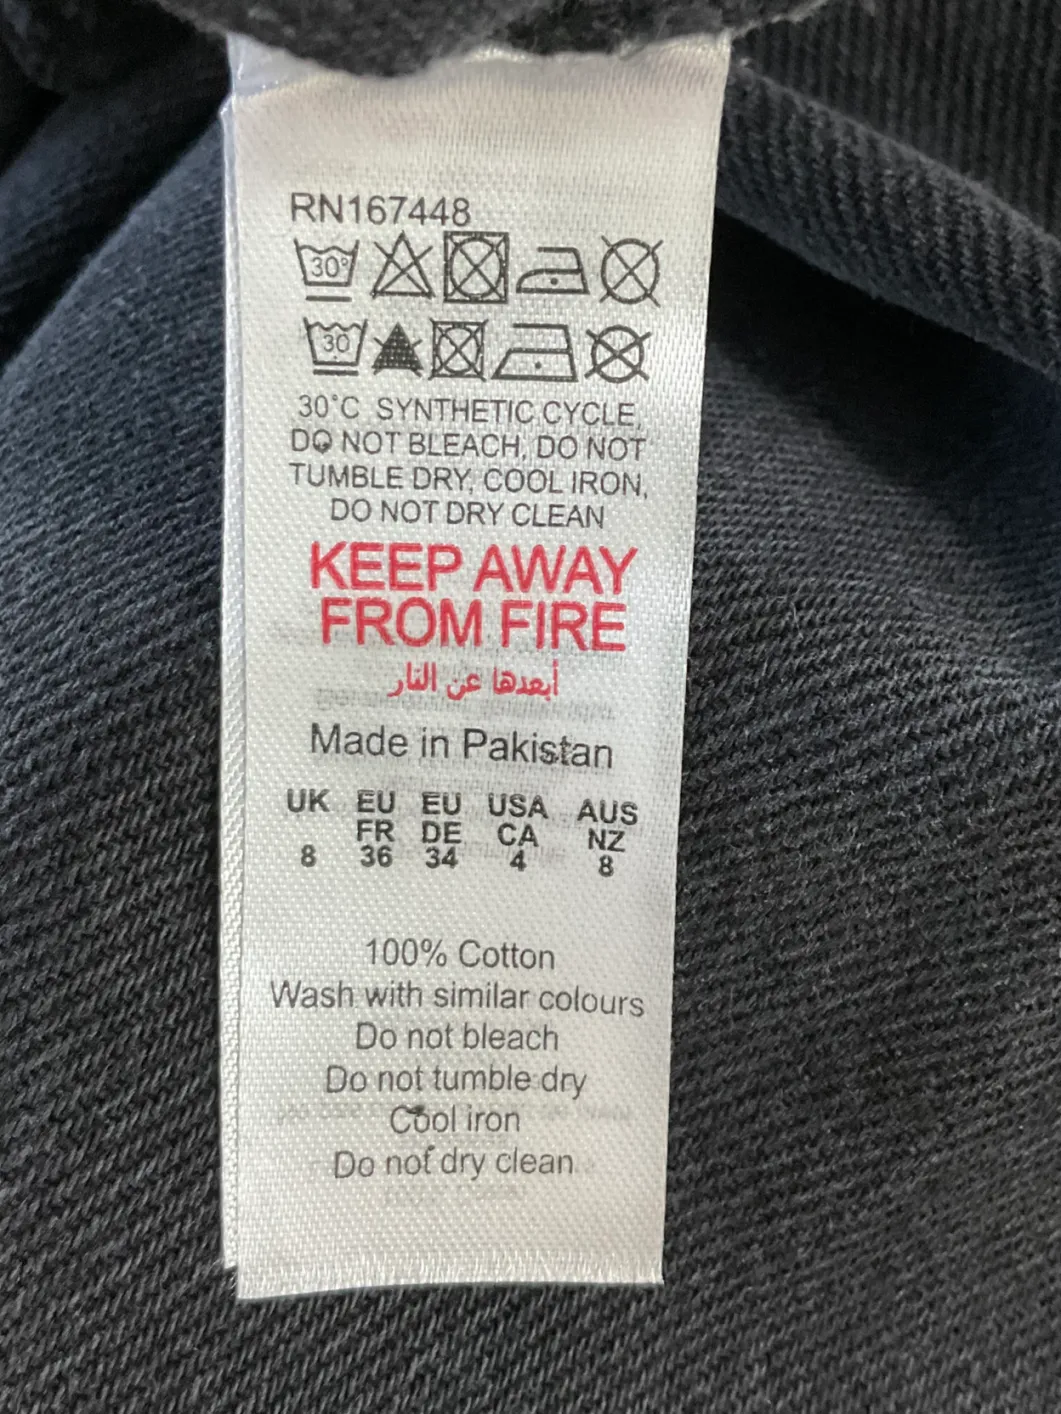 RN167448
30°
30
30°C SYNTHETIC CYCLE,
DO NOT BLEACH, DO NOT
TUMBLE DRY, COOL IRON,
DO NOT DRY CLEAN
KEEP AWAY
FROM FIRE
أبعدها عن النار
Made in Pakistan
UK EU EU USA AUS
FR DE CA NZ
8 36 34 4 8
100% Cotton
Wash with similar colours
Do not bleach
Do not tumble dry
Cool iron
Do not dry clean